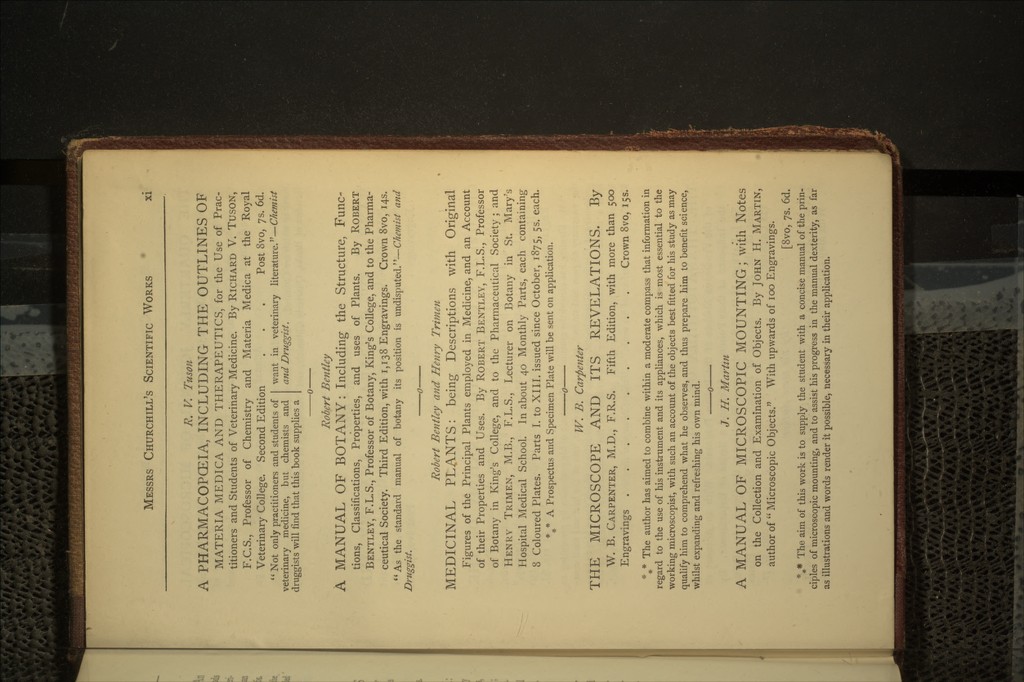 MESSRS CHURCHILL'S SCIENTIFIC WORKS xi
R. V. Tuson
A PHARMACOPŒIA, INCLUDING THE OUTLINES OF
MATERIA MEDICA AND THERAPEUTICS, for the Use of Prac-
titioners and Students of Veterinary Medicine. By RICHARD V. TUSON,
F.C.S., Professor of Chemistry and Materia Medica at the Royal
Veterinary College. Second Edition . . . . Post 8vo, 7s. 6d.
"Not only practitioners and students of
veterinary medicine, but chemists and
druggists will find that this book supplies a
want in veterinary literature."—Chemist
and Druggist.
Robert Bentley
A MANUAL OF BOTANY: Including the Structure, Func-
tions, Classifications, Properties, and uses of Plants. By ROBERT
BENTLEY, F.L.S., Professor of Botany, King's College, and to the Pharma-
ceutical Society. Third Edition, with 1,138 Engravings. Crown 8vo, 14s.
"As the standard manual of botany its position is undisputed."—Chemist and
Druggist.
Robert Bentley and Henry Trimen
MEDICINAL PLANTS: being Descriptions with Original
Figures of the Principal Plants employed in Medicine, and an Account
of their Properties and Uses. By ROBERT BENTLEY, F.L.S., Professor
of Botany in King's College, and to the Pharmaceutical Society; and
HENRY TRIMEN, M.B., F.L.S., Lecturer on Botany in St. Mary's
Hospital Medical School. In about 40 Monthly Parts, each containing
8 Coloured Plates. Parts I. to XIII. issued since October, 1875, 5s. each.
*** A Prospectus and Specimen Plate will be sent on application.
W. B. Carpenter
THE MICROSCOPE AND ITS REVELATIONS. By
W. B. CARPENTER, M.D., F.R.S. Fifth Edition, with more than 500
Engravings . . . . . . . Crown 8vo, 15s.
*** The author has aimed to combine within a moderate compass that information in
regard to the use of his instrument and its appliances, which is most essential to the
working microscopist, with such an account of the objects best fitted for his study as may
qualify him to comprehend what he observes, and thus prepare him to benefit science,
whilst expanding and refreshing his own mind.
J. H. Martin
A MANUAL OF MICROSCOPIC MOUNTING; with Notes
on the Collection and Examination of Objects. By JOHN H. MARTIN,
author of "Microscopic Objects." With upwards of 100 Engravings.
[8vo, 7s. 6d.
*** The aim of this work is to supply the student with a concise manual of the prin-
ciples of microscopic mounting, and to assist his progress in the manual dexterity, as far
as illustrations and words render it possible, necessary in their application.